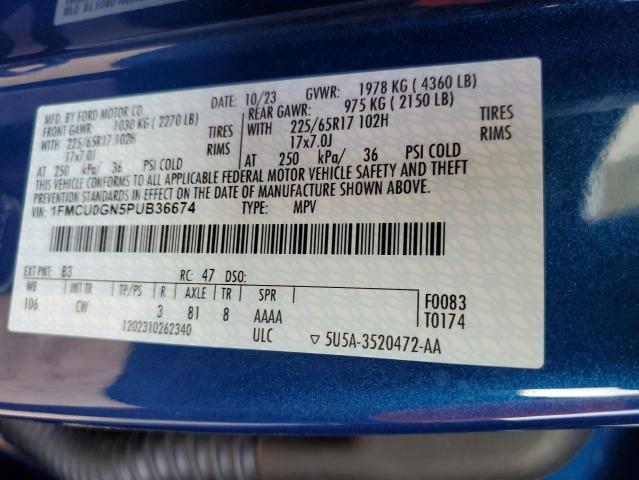 MFD. BY FORD MOTOR CO.
DATE: 10/23 GVWR: 1978 KG ( 4360 LB)
FRONT GAWR: 1030 KG ( 2270 LB) REAR GAWR: 975 KG ( 2150 LB)
WITH 225/65R17 102H TIRES WITH 225/65R17 102H TIRES
17x7.0J RIMS 17x7.0J RIMS
AT 250 kPa/ 36 PSI COLD AT 250 kPa/ 36 PSI COLD
THIS VEHICLE CONFORMS TO ALL APPLICABLE FEDERAL MOTOR VEHICLE SAFETY AND THEFT
PREVENTION STANDARDS IN EFFECT ON THE DATE OF MANUFACTURE SHOWN ABOVE.
VIN: 1FMCU0GN5PUB36674 TYPE: MPV
EXT PNT: B3 RC: 47 DSO:
WB INT TR TP/PS R AXLE TR SPR F0083
106 CW 3 81 8 AAAA T0174
1202310262340 ULC ▽ 5U5A-3520472-AA